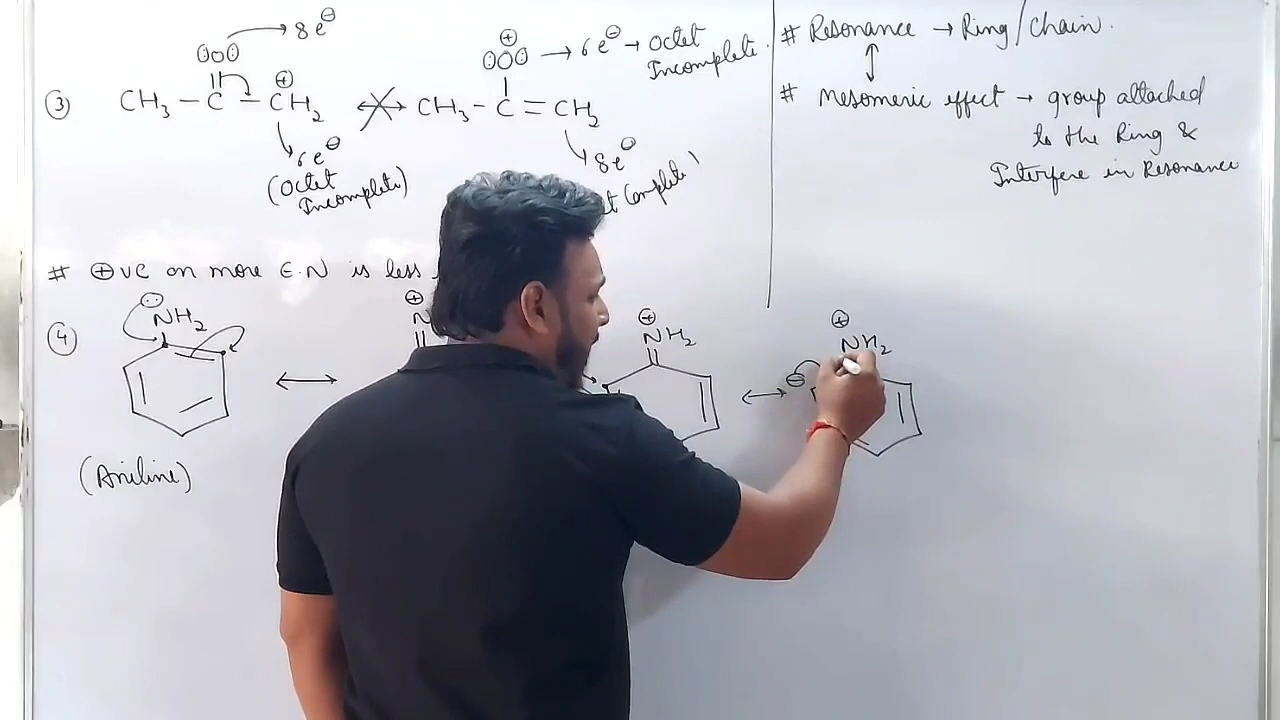 8e⊖
③ CH3 - C - CH2 ⊕
6e⊖
(Octet
Incomplete)
CH3 - C = CH2
O ⊕ → 6e⊖ → Octet
Incomplete.
8e⊖
Complete
# Resonance → Ring/Chain.
# Mesomeric effect → group attached
to the Ring &
Interfere in Resonance
# ⊕ve on more E.N is less
④ NH2
(Aniline)
⊕
N
⊕
NH2
⊕
NH2
⊖